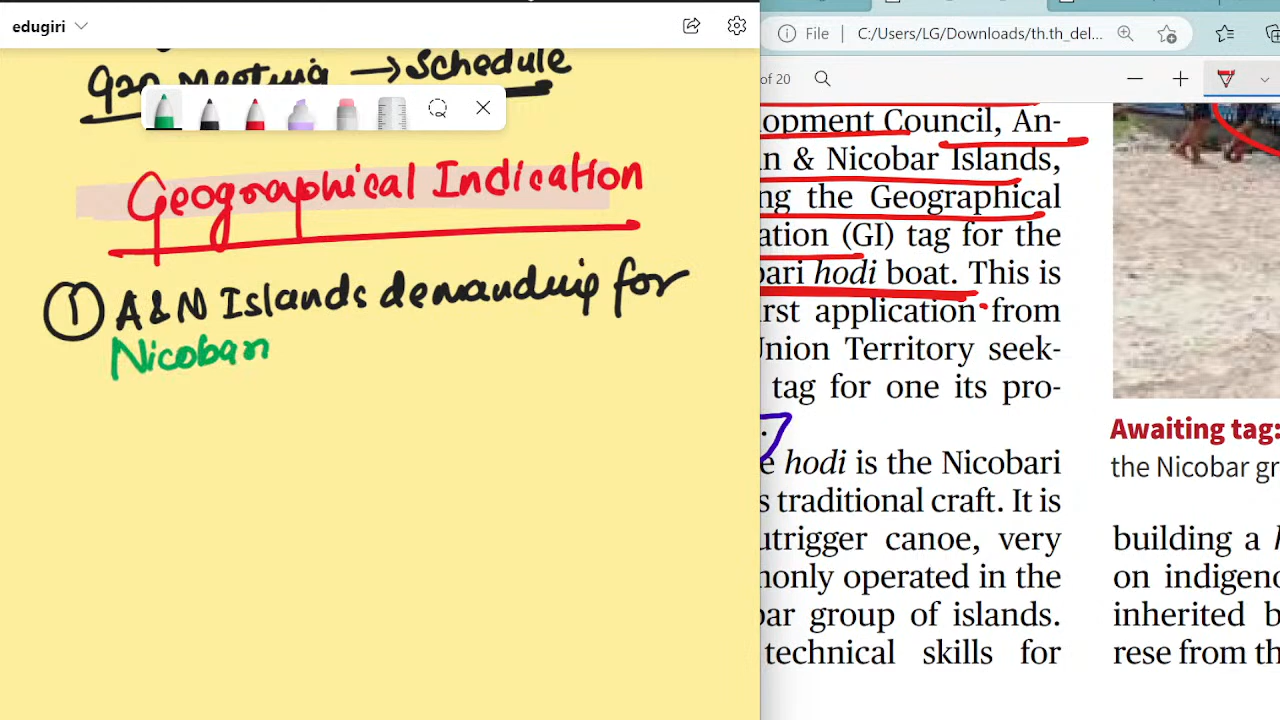 edugiri
G20 Meeting → Schedule
Geographical Indication
① A&N Islands demanding for
Nicobari
File
C:/Users/LG/Downloads/th.th_del...
of 20
opment Council, An-
n & Nicobar Islands,
ng the Geographical
ation (GI) tag for the
bari hodi boat. This is
irst application from
Union Territory seek-
tag for one its pro-
e hodi is the Nicobari
s traditional craft. It is
utrigger canoe, very
monly operated in the
bar group of islands.
technical skills for
Awaiting tag:
the Nicobar gr
building a h
on indigeno
inherited b
rese from th